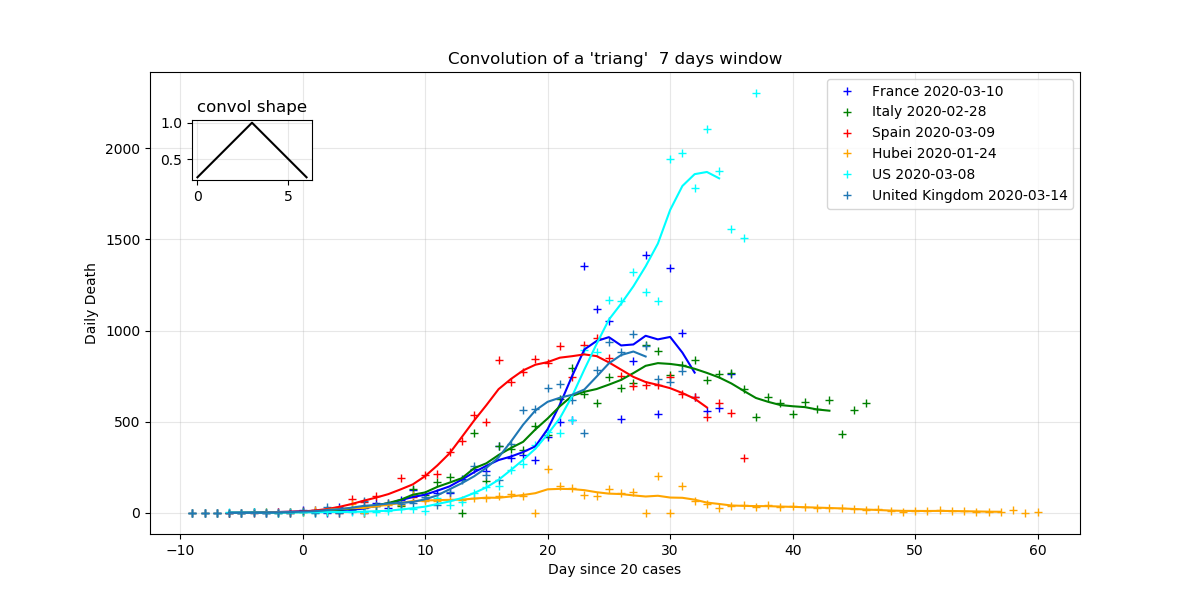 Convolution of a 'triang'  7 days window
convol shape
1.0
0.5
0 5
France 2020-03-10
Italy 2020-02-28
Spain 2020-03-09
Hubei 2020-01-24
US 2020-03-08
United Kingdom 2020-03-14
Daily Death
2000
1500
1000
500
0
−10 0 10 20 30 40 50 60
Day since 20 cases